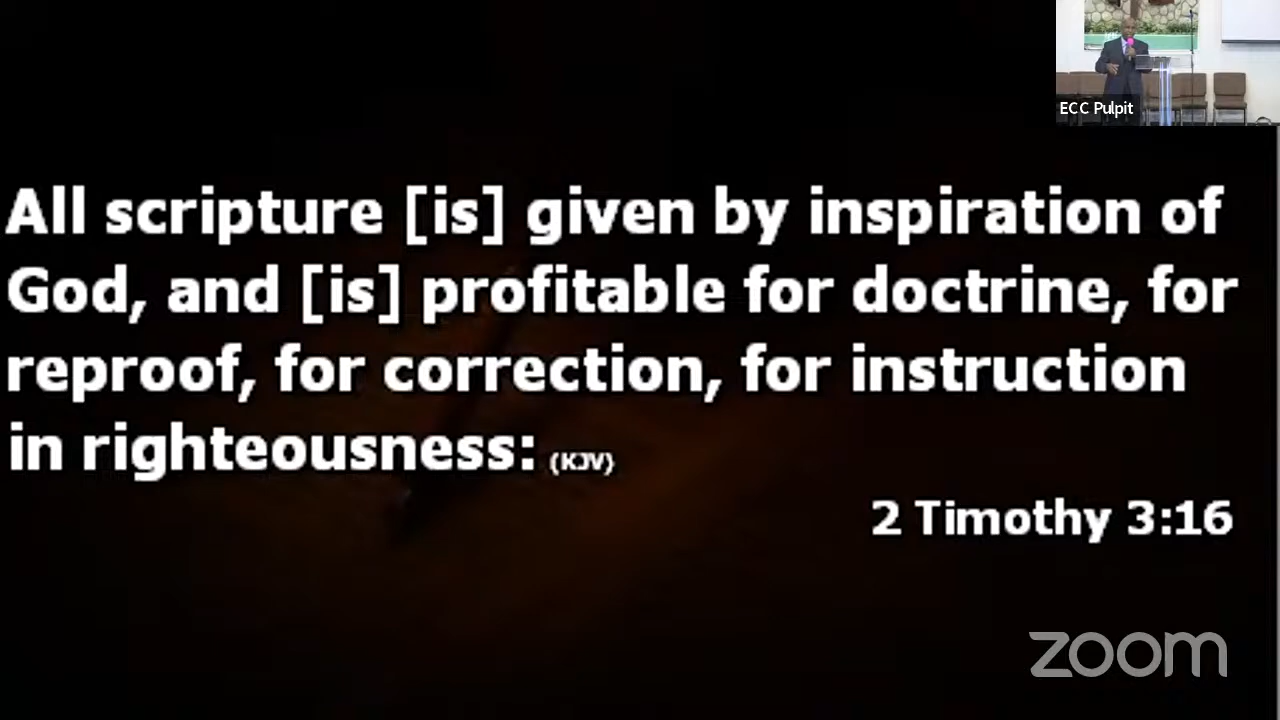 ECC Pulpit
All scripture [is] given by inspiration of
God, and [is] profitable for doctrine, for
reproof, for correction, for instruction
in righteousness: (KJV)
2 Timothy 3:16
zoom